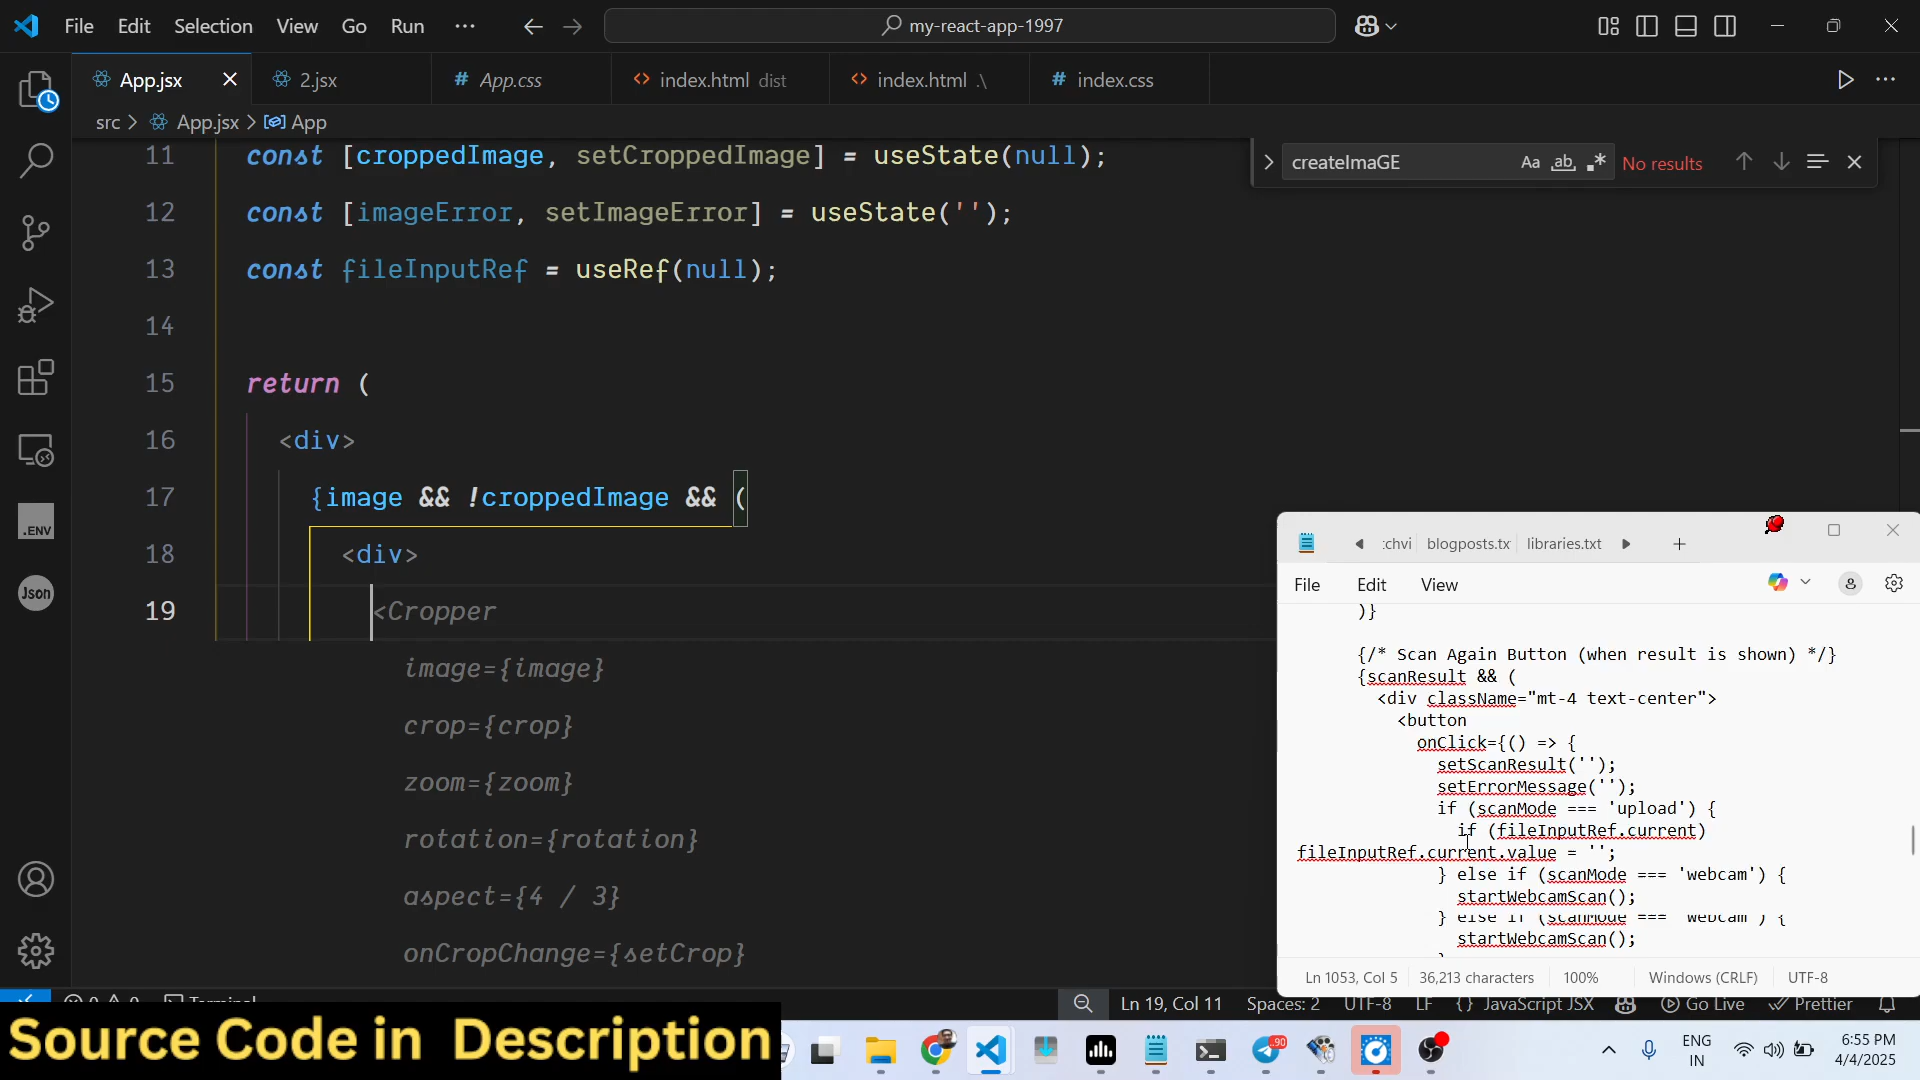 File Edit Selection View Go Run ···
my-react-app-1997
App.jsx
2.jsx
# App.css
index.html dist
index.html .\
# index.css
src > App.jsx > App
createImaGE
Aa ab .* No results
11 const [croppedImage, setCroppedImage] = useState(null);
12 const [imageError, setImageError] = useState('');
13 const fileInputRef = useRef(null);
14
15 return (
16 <div>
17 {image && !croppedImage && (
18 <div>
19 <Cropper
image={image}
crop={crop}
zoom={zoom}
rotation={rotation}
aspect={4 / 3}
onCropChange={setCrop}
.ENV
Json
:chvi blogposts.tx libraries.txt
File Edit View
)}
{/* Scan Again Button (when result is shown) */}
{scanResult && (
<div className="mt-4 text-center">
<button
onClick={() => {
setScanResult('');
setErrorMessage('');
if (scanMode === 'upload') {
if (fileInputRef.current)
fileInputRef.current.value = '';
} else if (scanMode === 'webcam') {
startWebcamScan();
} else if (scanMode === 'webcam') {
startWebcamScan();
Ln 1053, Col 5 36,213 characters 100% Windows (CRLF) UTF-8
Ln 19, Col 11 Spaces: 2 UTF-8 LF {} JavaScript JSX Go Live Prettier
Source Code in Description
90
ENG
IN
6:55 PM
4/4/2025